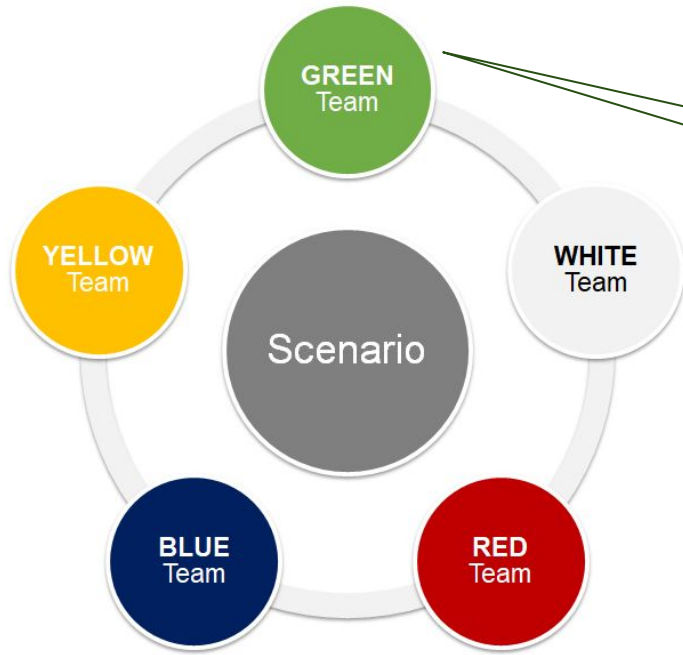 GREEN
Team
YELLOW
Team
WHITE
Team
Scenario
BLUE
Team
RED
Team